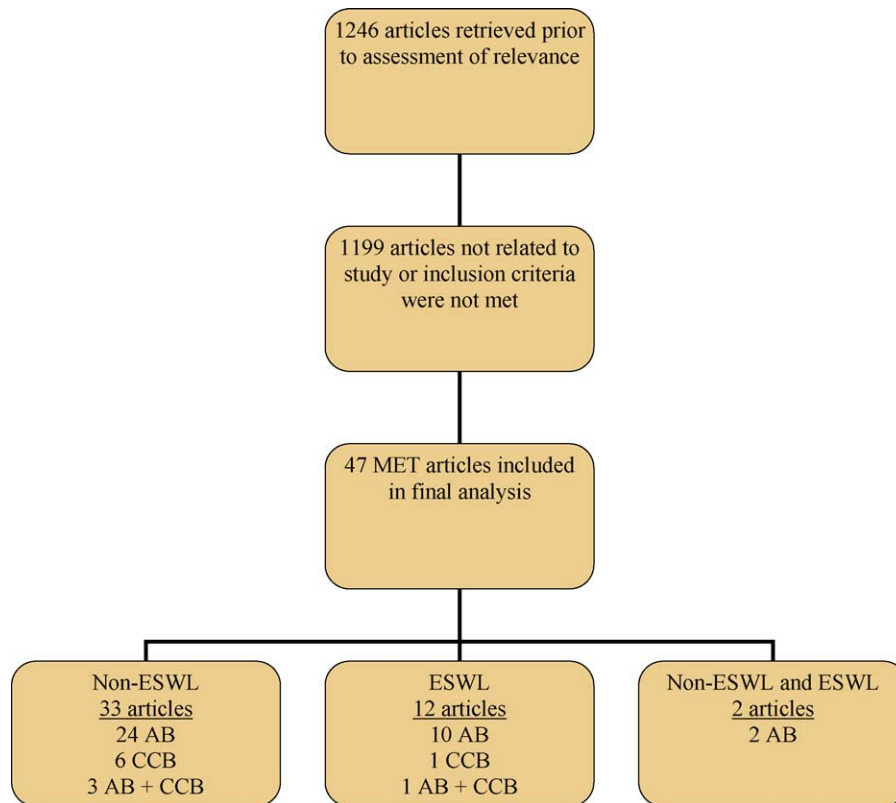 1246 articles retrieved prior
to assessment of relevance
1199 articles not related to
study or inclusion criteria
were not met
47 MET articles included
in final analysis
Non-ESWL
33 articles
24 AB
6 CCB
3 AB + CCB
ESWL
12 articles
10 AB
1 CCB
1 AB + CCB
Non-ESWL and ESWL
2 articles
2 AB